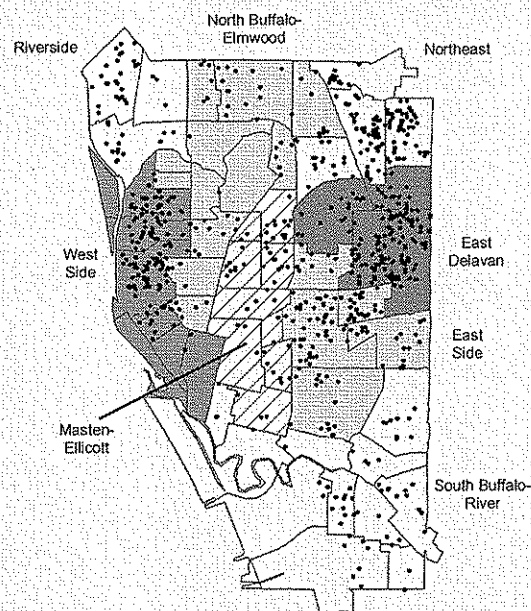 North Buffalo-
Elmwood
Riverside
Northeast
West
Side
East
Delavan
East
Side
Masten-
Ellicott
South Buffalo-
River